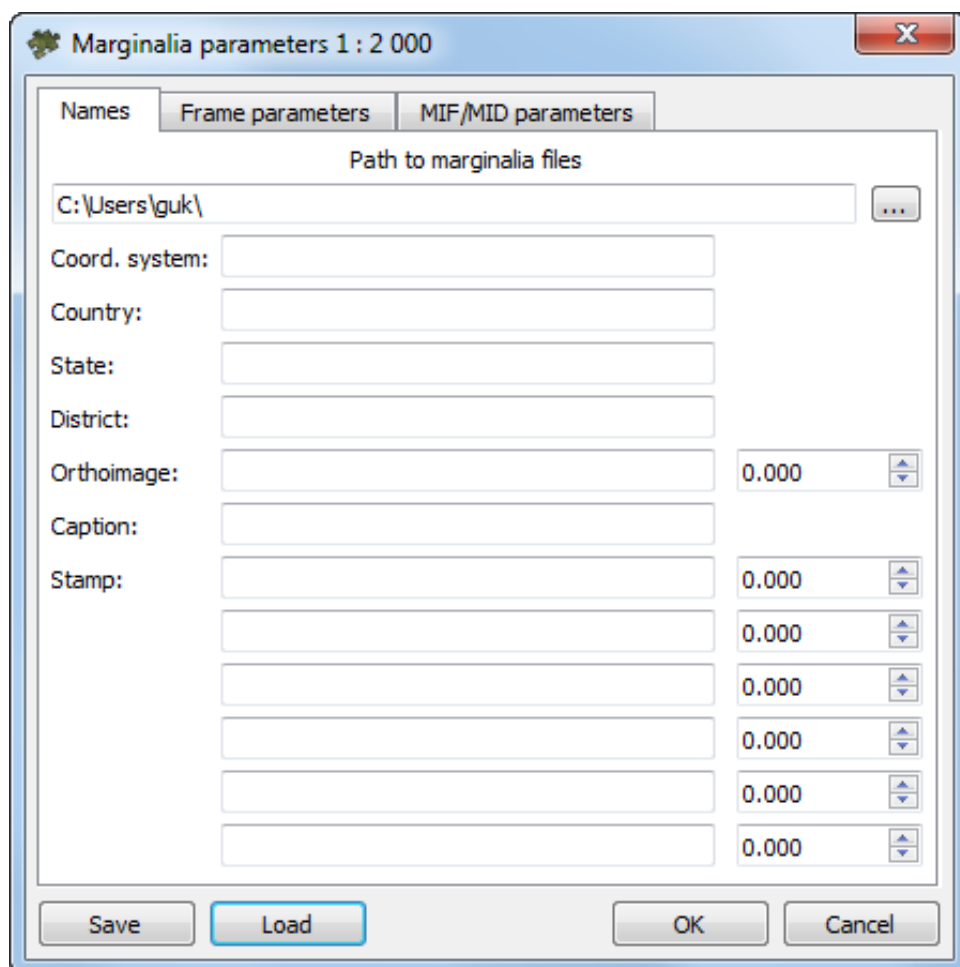 Marginalia parameters 1 : 2 000
Names Frame parameters MIF/MID parameters
Path to marginalia files
C:\Users\guk\ ...
Coord. system:
Country:
State:
District:
Orthoimage: 0.000
Caption:
Stamp: 0.000
0.000
0.000
0.000
0.000
0.000
Save Load OK Cancel